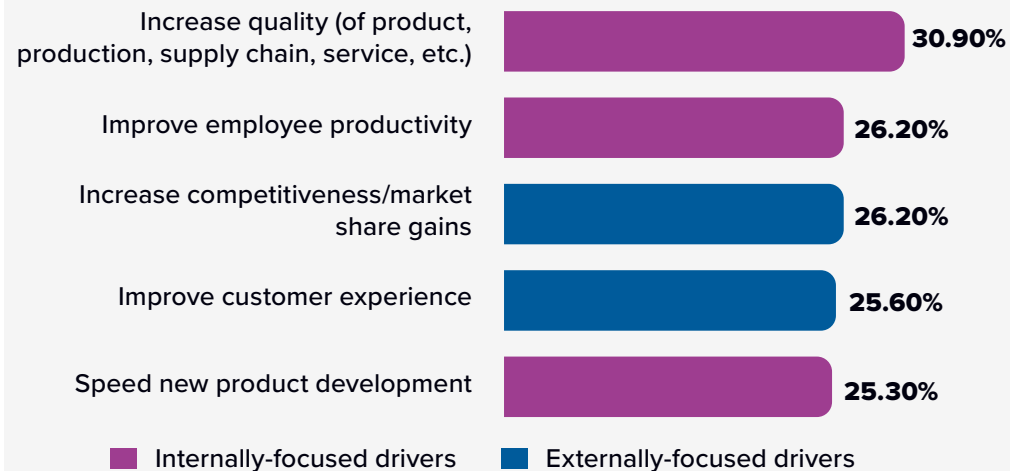 Increase quality (of product,
production, supply chain, service, etc.)
30.90%
Improve employee productivity
26.20%
Increase competitiveness/market
share gains
26.20%
Improve customer experience
25.60%
Speed new product development
25.30%
Internally-focused drivers
Externally-focused drivers